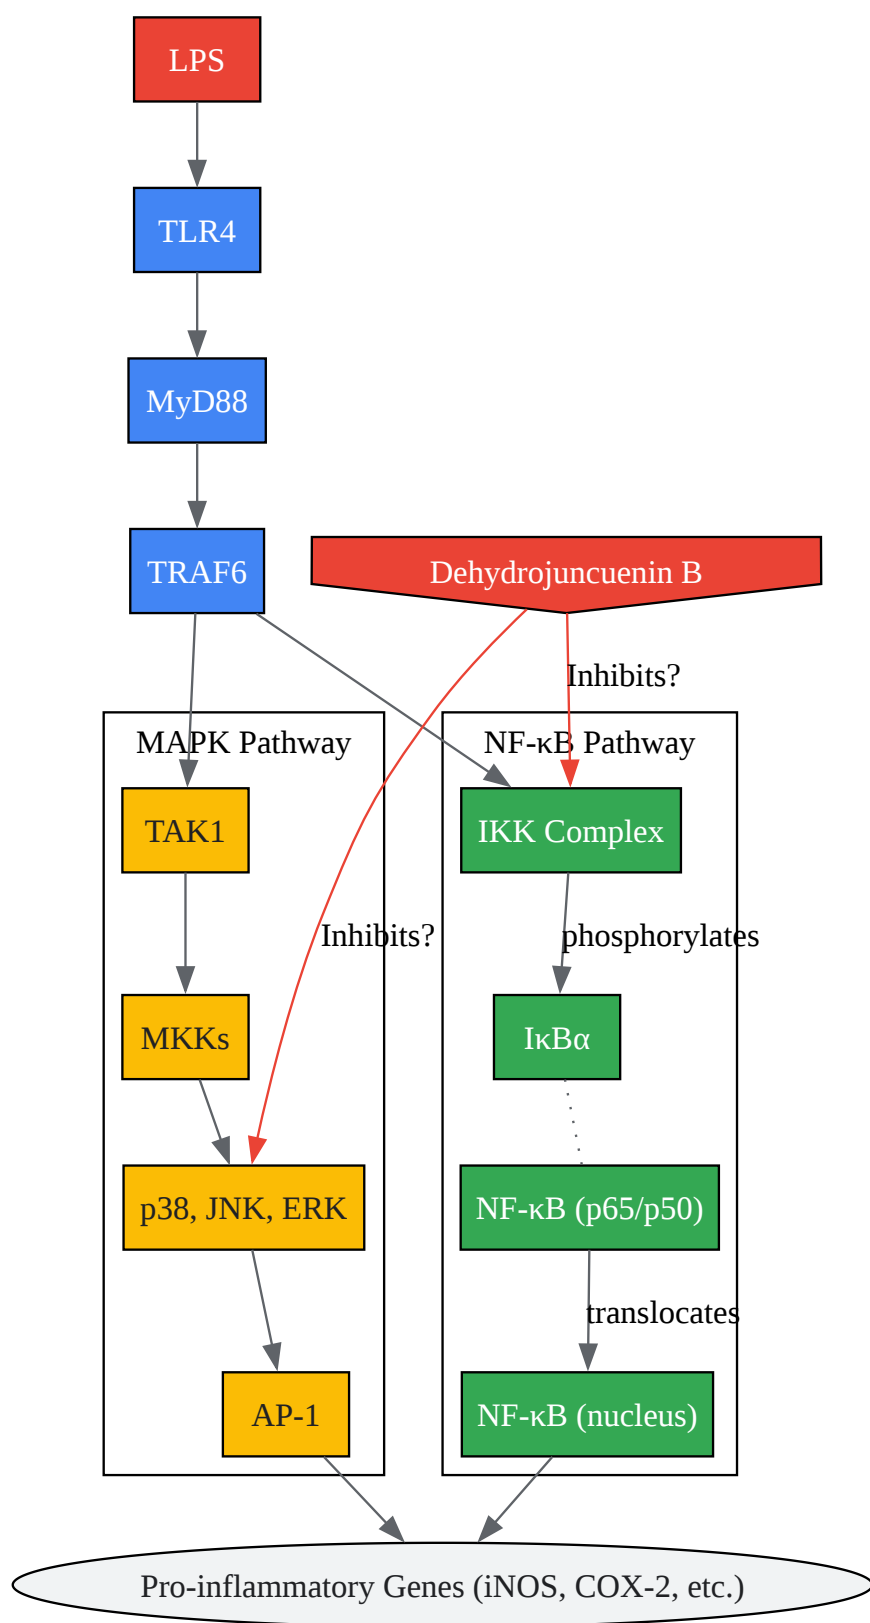 LPS
TLR4
MyD88
TRAF6
Dehydrojuncuenin B
Inhibits?
MAPK Pathway
NF-κB Pathway
TAK1
IKK Complex
Inhibits?
phosphorylates
MKKs
IκBα
p38, JNK, ERK
NF-κB (p65/p50)
translocates
AP-1
NF-κB (nucleus)
Pro-inflammatory Genes (iNOS, COX-2, etc.)